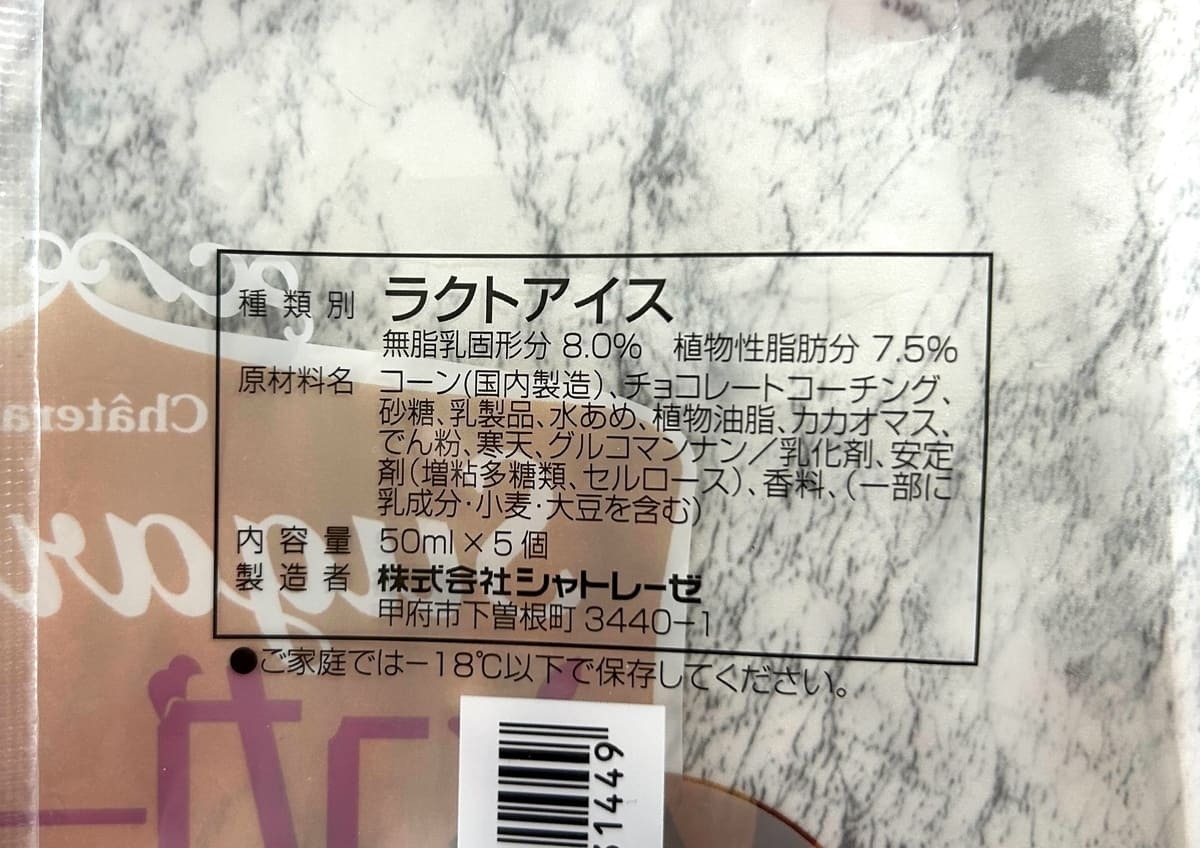 種類別 ラクトアイス
無脂乳固形分 8.0% 植物性脂肪分 7.5%
原材料名 コーン(国内製造)、チョコレートコーチング、
砂糖、乳製品、水あめ、植物油脂、カカオマス、
でん粉、寒天、グルコマンナン/乳化剤、安定
剤(増粘多糖類、セルロース)、香料、(一部に
乳成分・小麦・大豆を含む)
内容量 50ml×5個
製造者 株式会社シャトレーゼ
甲府市下曽根町 3440-1
●ご家庭では-18℃以下で保存してください。
Châtera
Sugar
31449